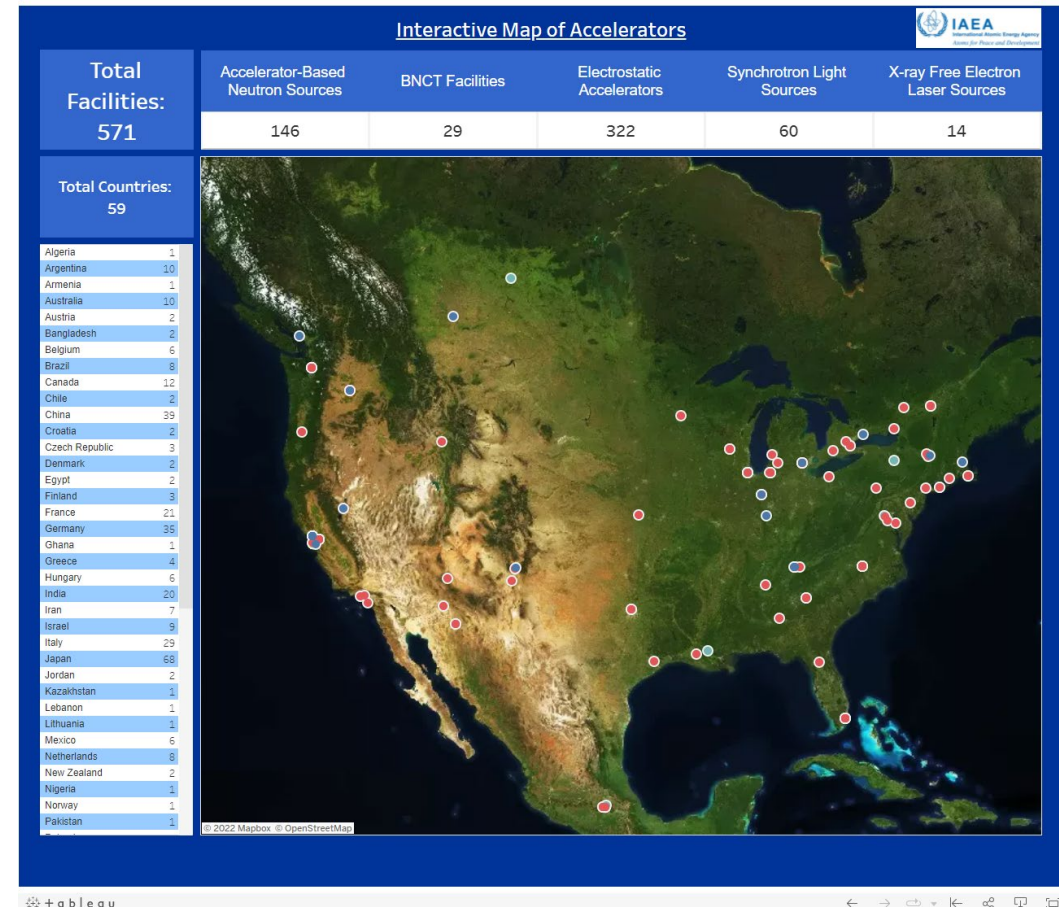 Interactive Map of Accelerators
IAEA
International Atomic Energy Agency
Atoms for Peace and Development
Total
Facilities:
571
Accelerator-Based
Neutron Sources
146
BNCT Facilities
29
Electrostatic
Accelerators
322
Synchrotron Light
Sources
60
X-ray Free Electron
Laser Sources
14
Total Countries:
59
Algeria 1
Argentina 10
Armenia 1
Australia 10
Austria 2
Bangladesh 2
Belgium 6
Brazil 8
Canada 12
Chile 2
China 39
Croatia 2
Czech Republic 3
Denmark 2
Egypt 2
Finland 3
France 21
Germany 35
Ghana 1
Greece 4
Hungary 6
India 20
Iran 7
Israel 9
Italy 29
Japan 68
Jordan 2
Kazakhstan 1
Lebanon 1
Lithuania 1
Mexico 6
Netherlands 8
New Zealand 2
Nigeria 1
Norway 1
Pakistan 1
© 2022 Mapbox © OpenStreetMap
+ableau